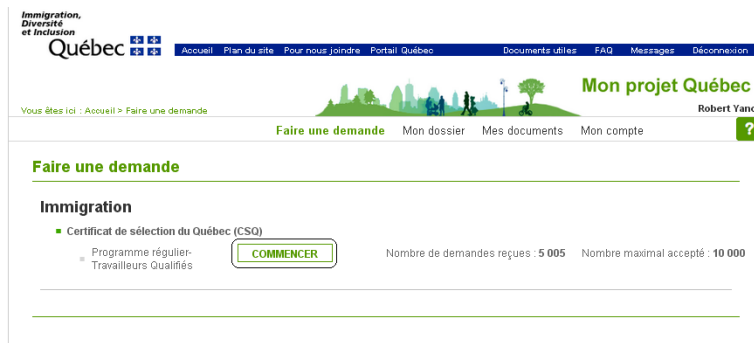 Immigration,
Diversité
et Inclusion
Québec
Accueil Plan du site Pour nous joindre Portail Québec Documents utiles FAQ Messages Déconnexion
Mon projet Québec
Vous êtes ici : Accueil > Faire une demande
Robert Yanc
Faire une demande Mon dossier Mes documents Mon compte ?
Faire une demande
Immigration
Certificat de sélection du Québec (CSQ)
Programme régulier- COMMENCER Nombre de demandes reçues : 5 005 Nombre maximal accepté : 10 000
Travailleurs Qualifiés